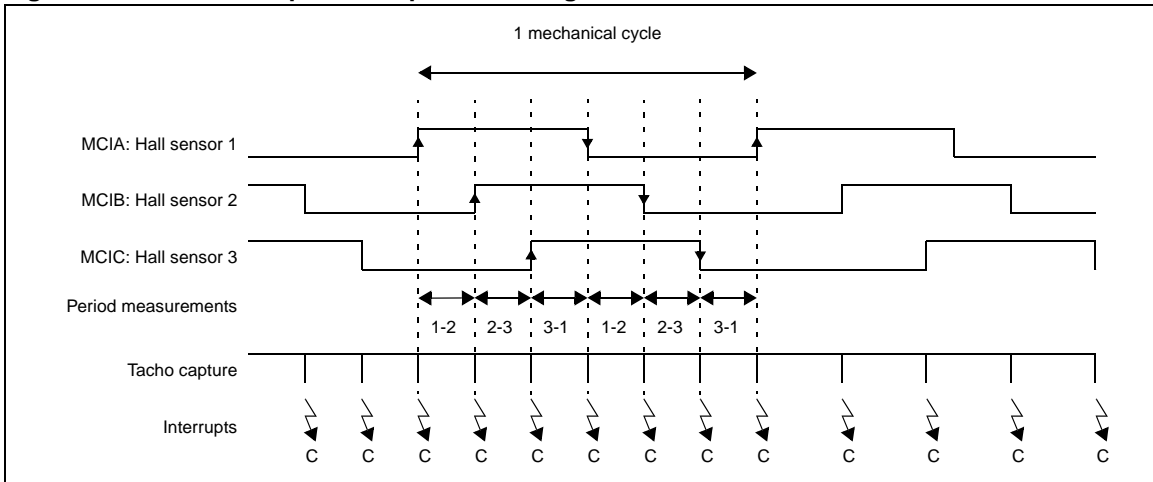 1 mechanical cycle
MCIA: Hall sensor 1
MCIB: Hall sensor 2
MCIC: Hall sensor 3
Period measurements
1-2 2-3 3-1 1-2 2-3 3-1
Tacho capture
Interrupts
C C C C C C C C C C C C C